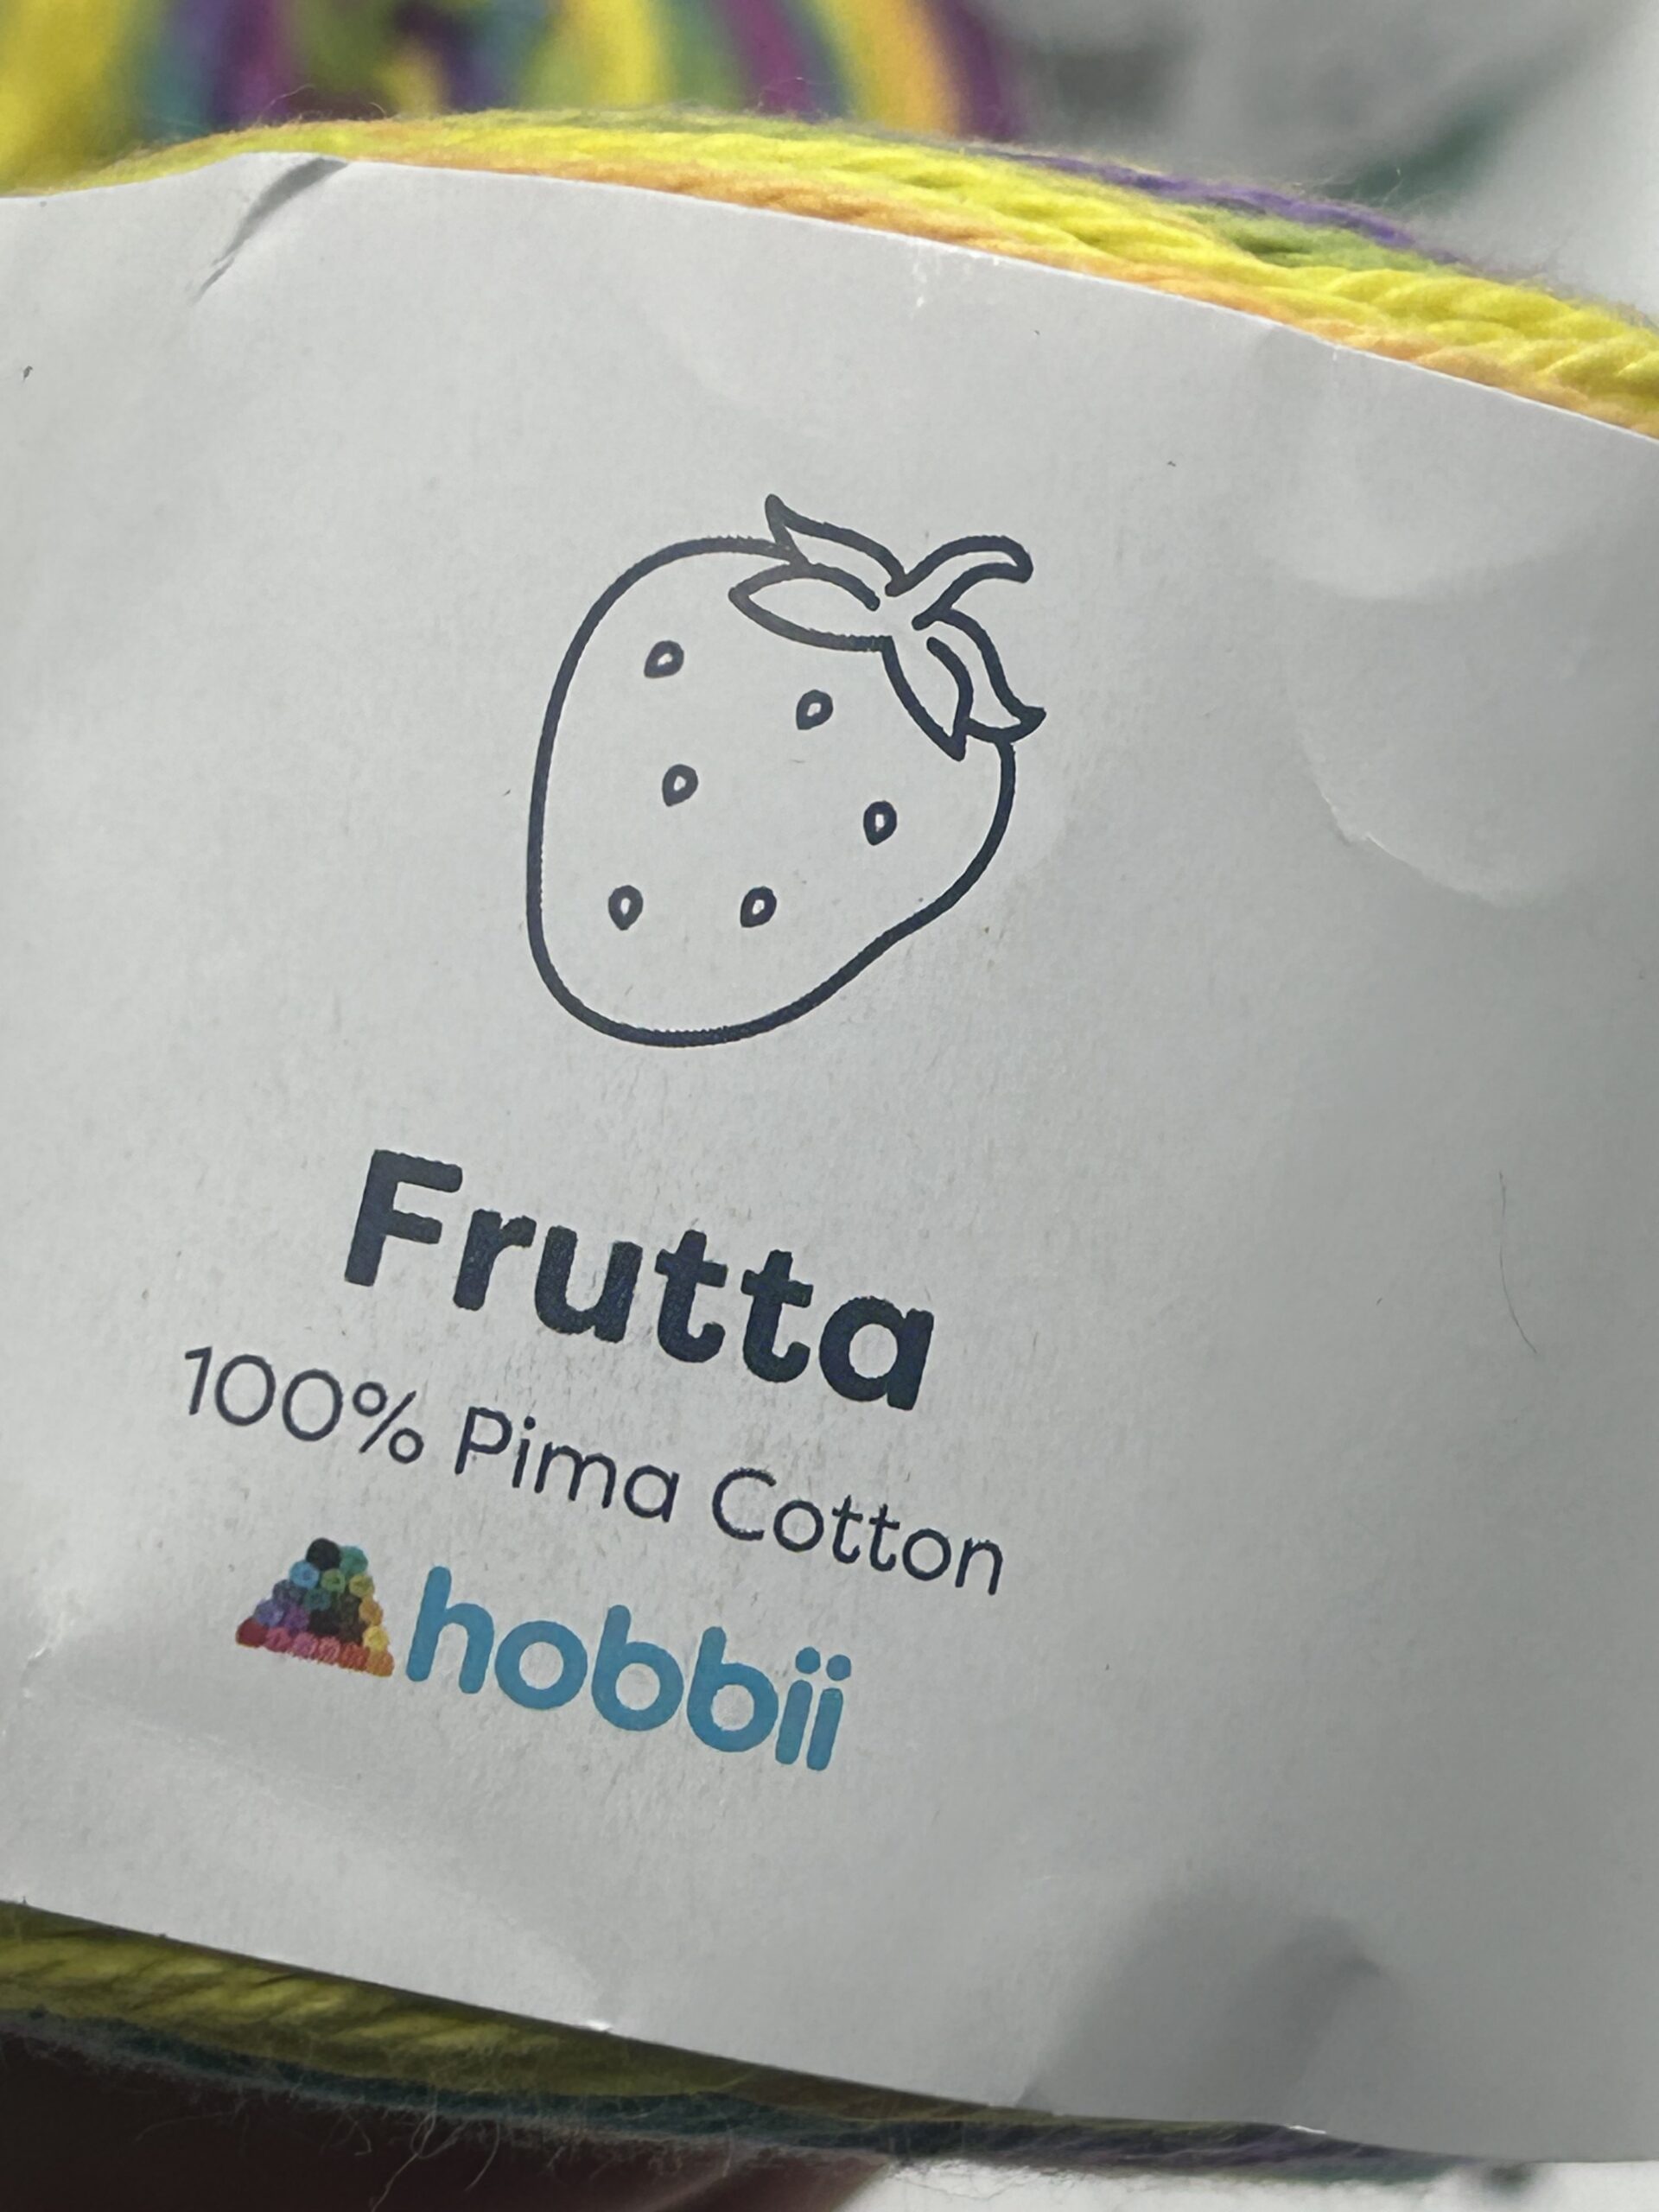 Frutta
100% Pima Cotton
hobbii